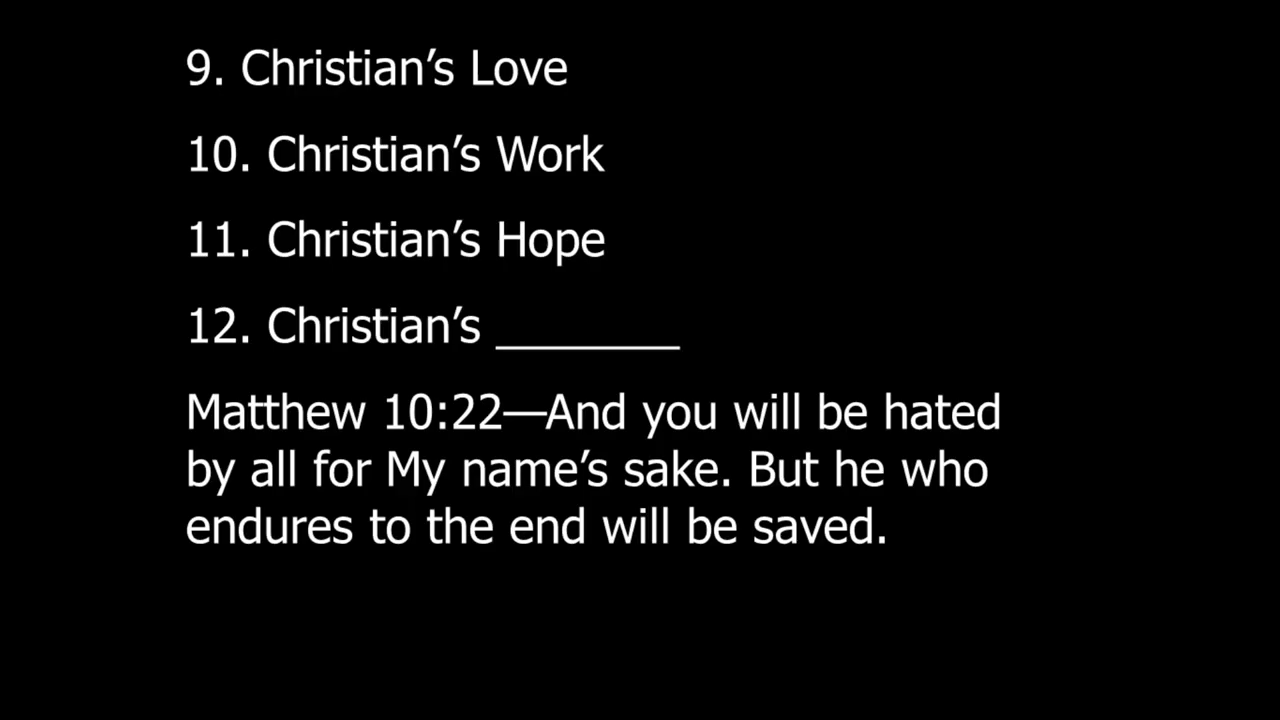 9. Christian’s Love
10. Christian’s Work
11. Christian’s Hope
12. Christian’s ________
Matthew 10:22—And you will be hated
by all for My name’s sake. But he who
endures to the end will be saved.